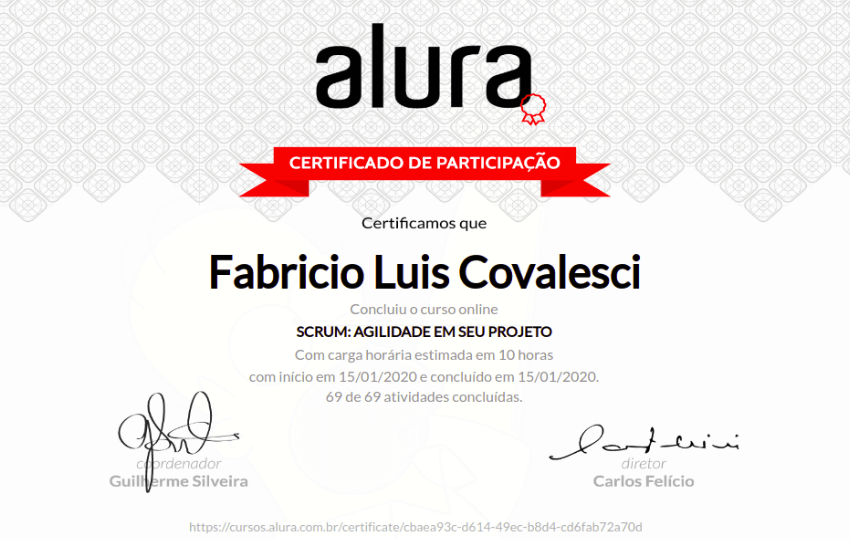 alura
CERTIFICADO DE PARTICIPAÇÃO
Certificamos que
Fabricio Luis Covalesci
Concluiu o curso online
SCRUM: AGILIDADE EM SEU PROJETO
Com carga horária estimada em 10 horas
com início em 15/01/2020 e concluído em 15/01/2020.
69 de 69 atividades concluídas.
coordenador
Guilherme Silveira
diretor
Carlos Felício
https://cursos.alura.com.br/certificate/cbaea93c-d614-49ec-b8d4-cd6fab72a70d